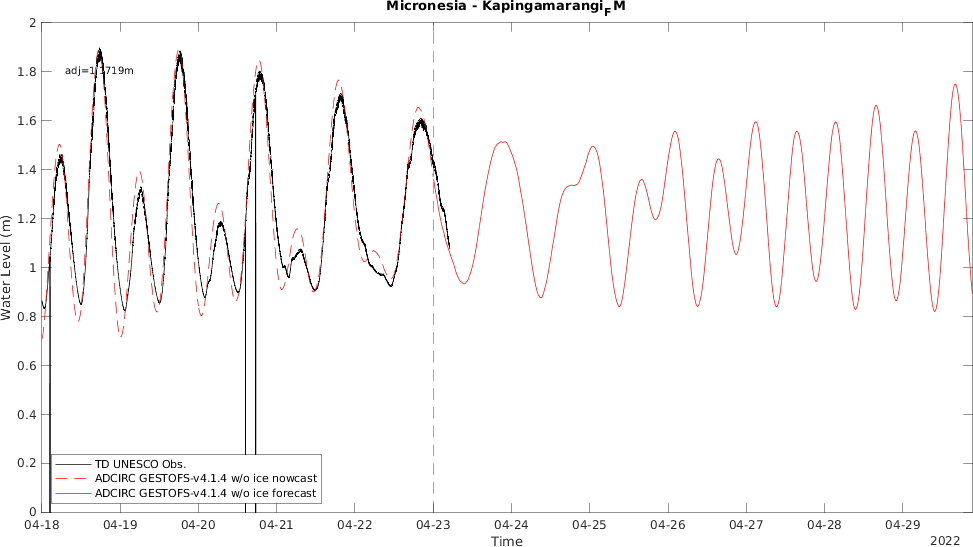 Micronesia - KapingamarangiFM
2
1.8
1.6
1.4
1.2
1
0.8
0.6
0.4
0.2
0
Water Level (m)
adj=1.1719m
TD UNESCO Obs.
ADCIRC GESTOFS-v4.1.4 w/o ice nowcast
ADCIRC GESTOFS-v4.1.4 w/o ice forecast
04-18 04-19 04-20 04-21 04-22 04-23 04-24 04-25 04-26 04-27 04-28 04-29
Time
2022